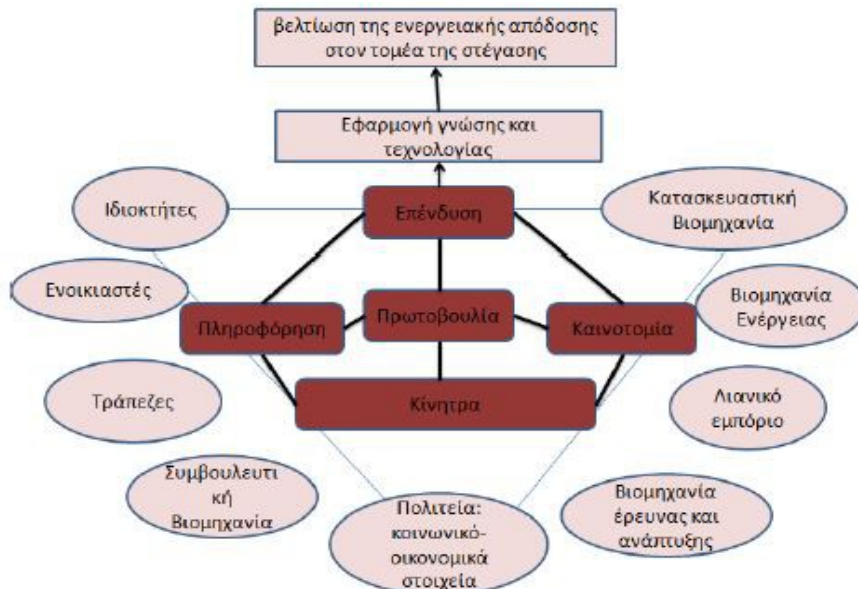 βελτίωση της ενεργειακής απόδοσης
στον τομέα της στέγασης
Εφαρμογή γνώσης και
τεχνολογίας
Ιδιοκτήτες
Επένδυση
Κατασκευαστική
Βιομηχανία
Ενοικιαστές
Πληροφόρηση
Πρωτοβουλία
Καινοτομία
Βιομηχανία
Ενέργειας
Τράπεζες
Κίνητρα
Λιανικό
εμπόριο
Συμβουλευτι
κή
Βιομηχανία
Πολιτεία:
κοινωνικό-
οικονομικά
στοιχεία
Βιομηχανία
έρευνας και
ανάπτυξης